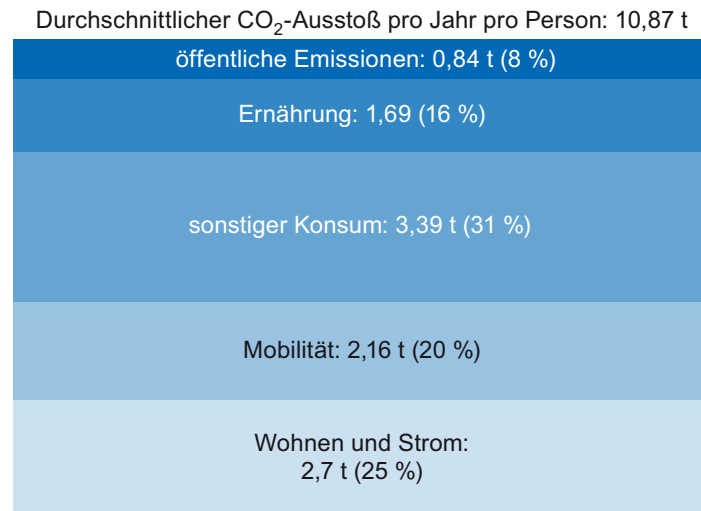 Durchschnittlicher CO₂-Ausstoß pro Jahr pro Person: 10,87 t
öffentliche Emissionen: 0,84 t (8 %)
Ernährung: 1,69 (16 %)
sonstiger Konsum: 3,39 t (31 %)
Mobilität: 2,16 t (20 %)
Wohnen und Strom:
2,7 t (25 %)